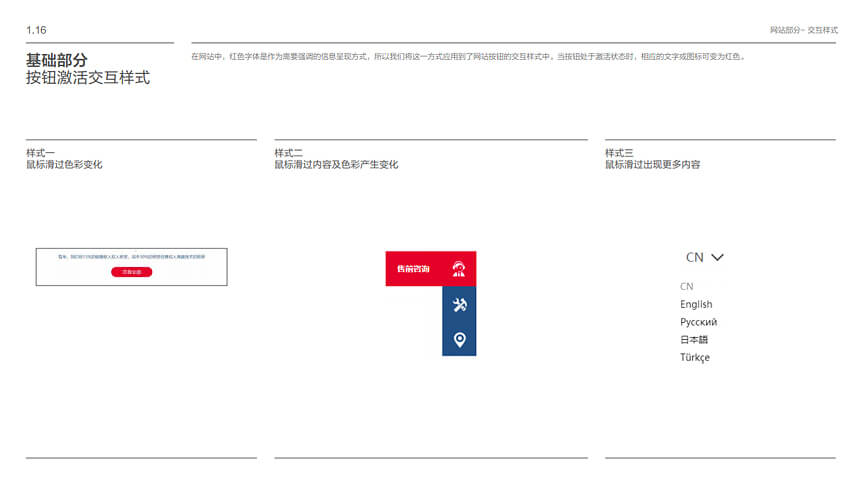 1.16
网站部分- 交互样式
基础部分
按钮激活交互样式
在网站中，红色字体是作为需要强调的信息呈现方式，所以我们将这一方式应用到了网站按钮的交互样式中。当按钮处于激活状态时，相应的文字或图标可变为红色。
样式一
鼠标滑过色彩变化
样式二
鼠标滑过内容及色彩产生变化
售前咨询
样式三
鼠标滑过出现更多内容
CN
CN
English
Русский
日本語
Türkçe